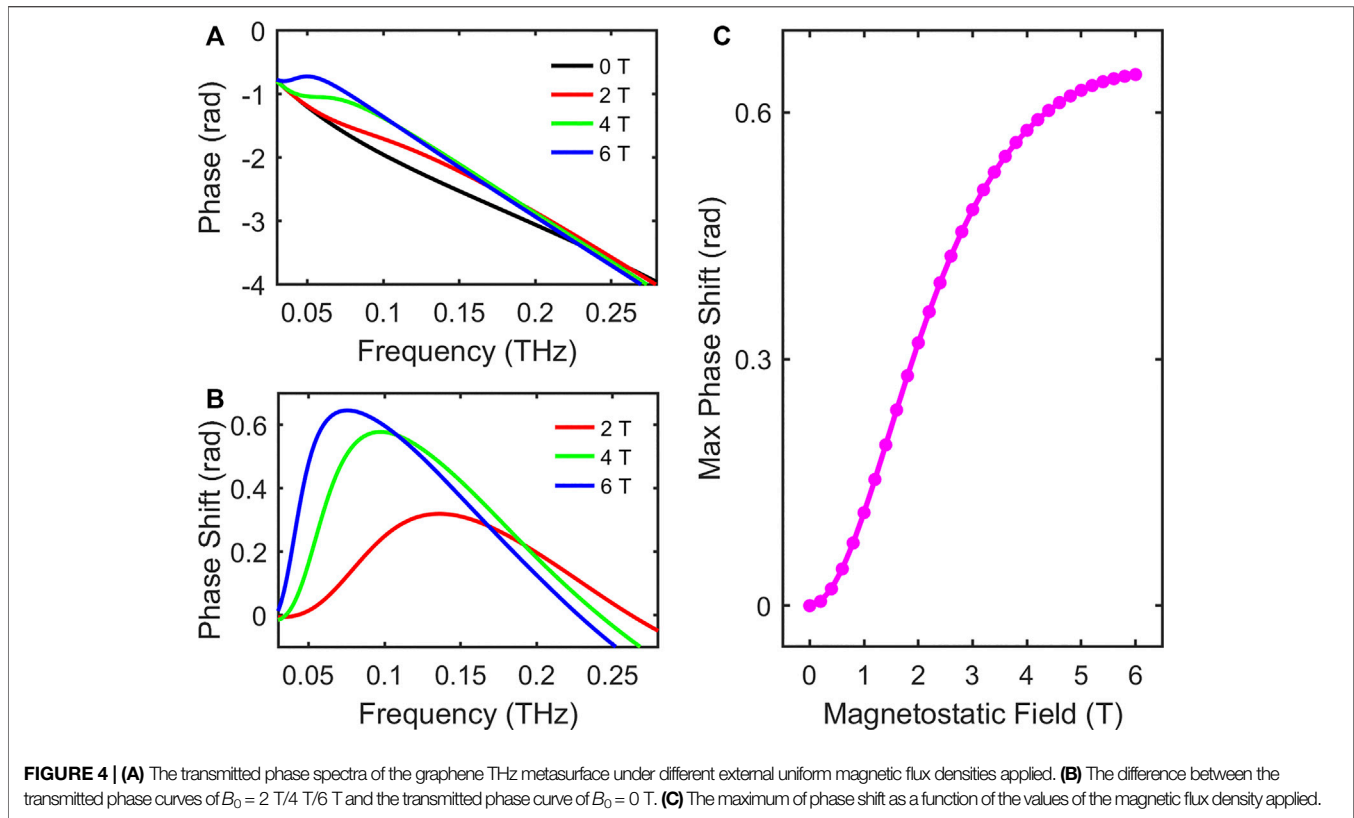 A
0
-1
-2
-3
-4
Phase (rad)
0 T
2 T
4 T
6 T
0.05 0.1 0.15 0.2 0.25
Frequency (THz)
B
0.6
0.4
0.2
0
Phase Shift (rad)
2 T
4 T
6 T
0.05 0.1 0.15 0.2 0.25
Frequency (THz)
C
0.6
0.3
0
Max Phase Shift (rad)
0 1 2 3 4 5 6
Magnetostatic Field (T)
FIGURE 4 | (A) The transmitted phase spectra of the graphene THz metasurface under different external uniform magnetic flux densities applied. (B) The difference between the
transmitted phase curves of B₀ = 2 T/4 T/6 T and the transmitted phase curve of B₀ = 0 T. (C) The maximum of phase shift as a function of the values of the magnetic flux density applied.